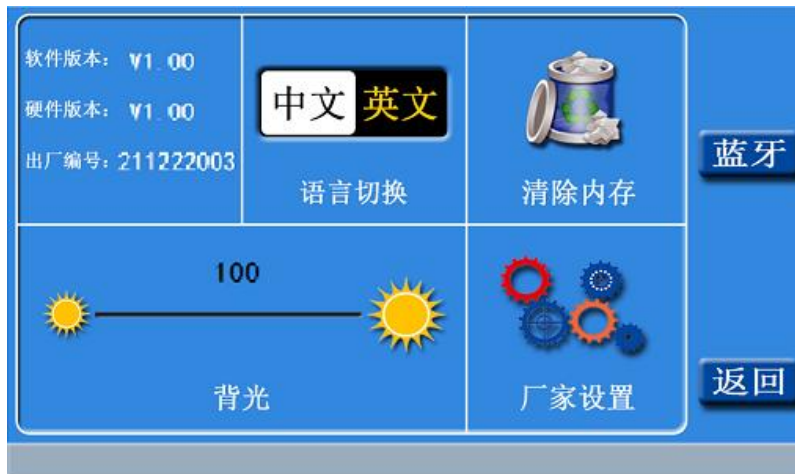 软件版本： V1.00
硬件版本： V1.00
出厂编号：211222003
中文 英文
语言切换
清除内存
蓝牙
100
背光
厂家设置
返回